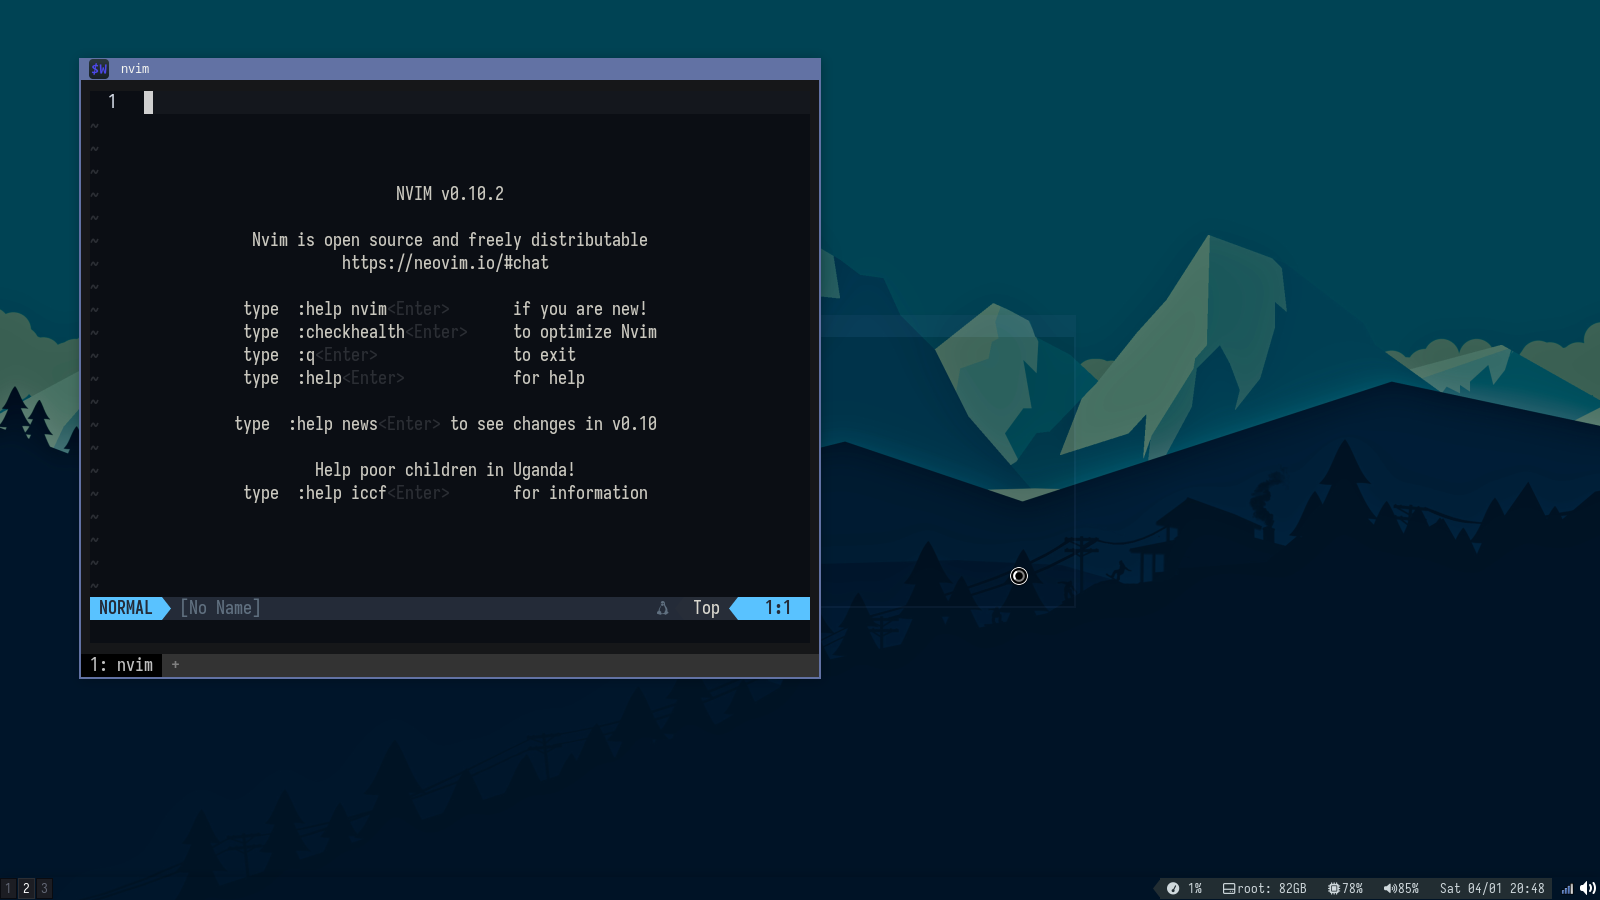 $W nvim
1
~
~
~
~ NVIM v0.10.2
~
~ Nvim is open source and freely distributable
~ https://neovim.io/#chat
~
~ type :help nvim<Enter> if you are new!
~ type :checkhealth<Enter> to optimize Nvim
~ type :q<Enter> to exit
~ type :help<Enter> for help
~
~ type :help news<Enter> to see changes in v0.10
~
~ Help poor children in Uganda!
~ type :help iccf<Enter> for information
~
~
~
~
NORMAL [No Name] Top 1:1
1: nvim +
1 2 3 1% root: 82GB 78% 85% Sat 04/01 20:48